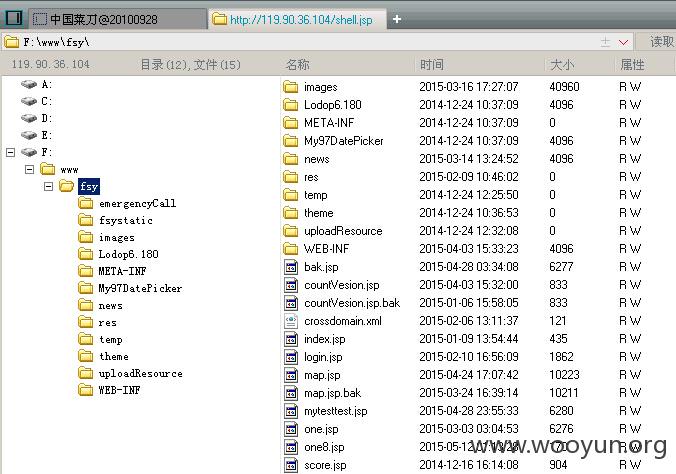 中国菜刀@20100928 http://119.90.36.104/shell.jsp +
F:\www\fsy\ 读取
119.90.36.104 目录(12),文件(15) 名称 时间 大小 属性
A:
C:
D:
E:
F:
www
fsy
emergencyCall
fsystatic
images
Lodop6.180
META-INF
My97DatePicker
news
res
temp
theme
uploadResource
WEB-INF
images 2015-03-16 17:27:07 40960 R W
Lodop6.180 2014-12-24 10:37:09 4096 R W
META-INF 2014-12-24 10:37:09 0 R W
My97DatePicker 2014-12-24 10:37:09 4096 R W
news 2015-03-14 13:24:52 4096 R W
res 2015-02-09 10:46:02 0 R W
temp 2014-12-24 12:25:50 0 R W
theme 2014-12-24 10:36:53 0 R W
uploadResource 2014-12-24 12:32:08 0 R W
WEB-INF 2015-04-03 15:33:23 4096 R W
bak.jsp 2015-04-28 03:34:08 6277 R W
countVesion.jsp 2015-04-03 15:32:00 833 R W
countVesion.jsp.bak 2015-01-06 15:58:05 833 R W
crossdomain.xml 2015-02-06 13:11:37 121 R W
index.jsp 2015-01-09 13:54:44 435 R W
login.jsp 2015-02-10 16:56:09 1862 R W
map.jsp 2015-04-24 17:07:42 10223 R W
map.jsp.bak 2015-03-24 16:39:14 10211 R W
mytesttest.jsp 2015-04-28 23:55:33 6280 R W
one.jsp 2015-03-03 03:04:53 6276 R W
one8.jsp 2015-05-12 R W
score.jsp 2014-12-16 16:14:08 904 R W
www.wooyun.org